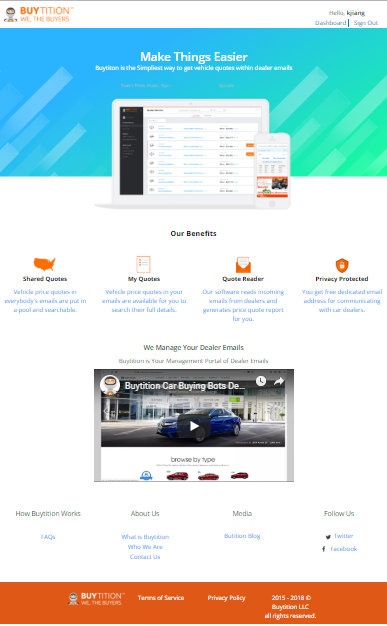 BUYTITION™
WE, THE BUYERS
Hello, kjiang
Dashboard | Sign Out
Make Things Easier
Buytition is the Simpliest way to get vehicle quotes within dealer emails
Our Benefits
Shared Quotes
Vehicle price quotes in
everybody's emails are put in
a pool and searchable.
My Quotes
Vehicle price quotes in your
emails are available for you to
search their full details.
Quote Reader
Our software reads incoming
emails from dealers and
generates price quote report
for you.
Privacy Protected
You get free dedicated email
address for communicating
with car dealers.
We Manage Your Dealer Emails
Buytition is Your Management Portal of Dealer Emails
Buytition Car Buying Bots De...
browse by type
How Buytition Works
FAQs
About Us
What is Buytition
Who We Are
Contact Us
Media
Butition Blog
Follow Us
Twitter
Facebook
BUYTITION™
WE, THE BUYERS
Terms of Service
Privacy Policy
2015 - 2018 ©
Buytition LLC
all rights reserved.